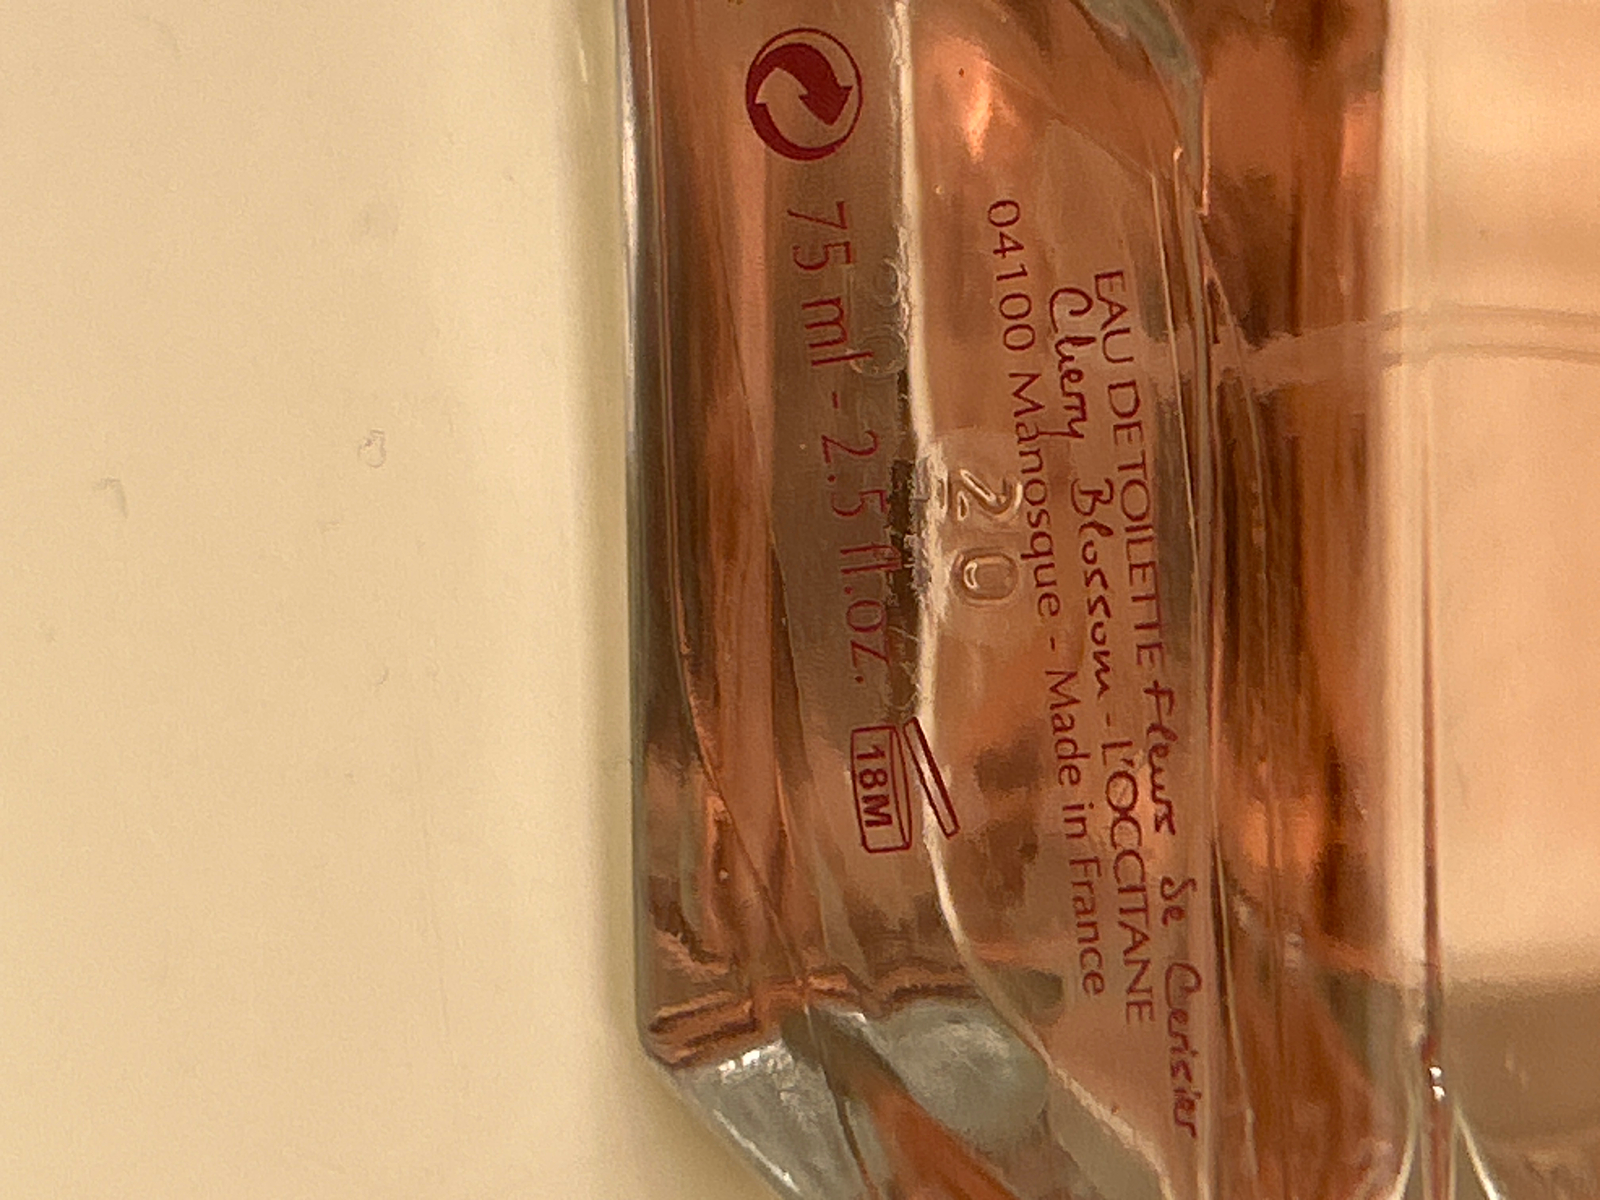 EAU DE TOILETTE Fleurs de Cerisier
Cherry Blossom - L'OCCITANE
04100 Manosque - Made in France
20
75 ml - 2.5 fl.oz.
18M